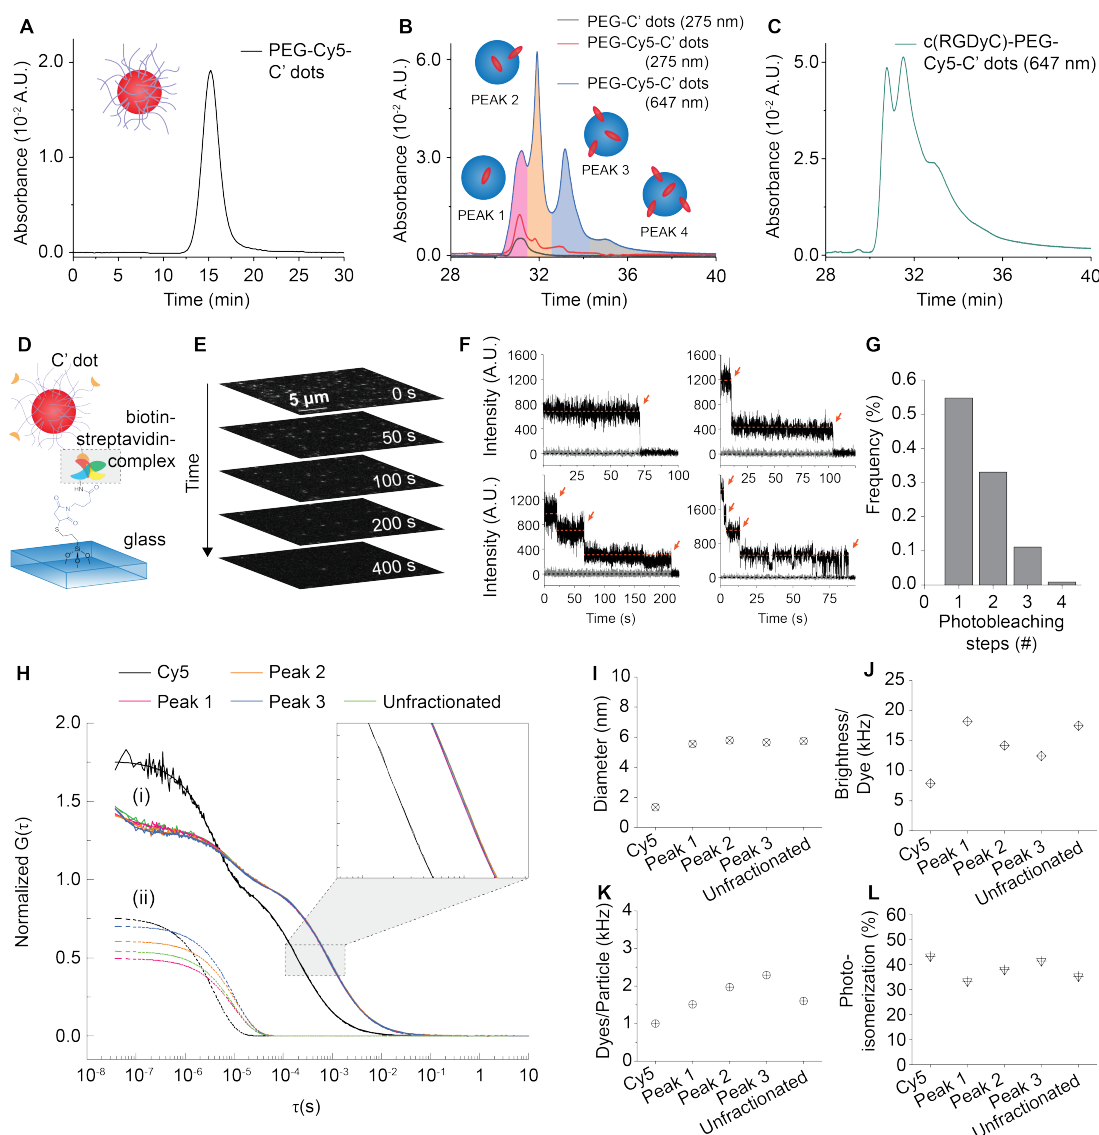 A
PEG-Cy5-
C' dots
Absorbance (10⁻² A.U.)
2.0
1.0
0.0
0 5 10 15 20 25 30
Time (min)
B
PEG-C' dots (275 nm)
PEG-Cy5-C' dots
(275 nm)
PEG-Cy5-C' dots
(647 nm)
Absorbance (10⁻² A.U.)
6.0
3.0
0.0
PEAK 2
PEAK 1
PEAK 3
PEAK 4
28 32 36 40
Time (min)
C
c(RGDyC)-PEG-
Cy5-C' dots (647 nm)
Absorbance (10⁻² A.U.)
5.0
2.5
0.0
28 32 36 40
Time (min)
D
C' dot
biotin-
streptavidin-
complex
HN
O
O
N
O
S
Si
O O O
glass
E
Time
5 µm
0 s
50 s
100 s
200 s
400 s
F
Intensity (A.U.)
1600
1200
800
400
0
0 25 50 75 100
1600
1200
800
400
0
25 50 75 100
Intensity (A.U.)
1200
800
400
0
0 50 100 150 200
Time (s)
1600
1200
800
400
0
0 25 50 75
Time (s)
G
Frequency (%)
0.6
0.5
0.4
0.3
0.2
0.1
0.0
0 1 2 3 4
Photobleaching
steps (#)
H
Cy5
Peak 2
Peak 1
Peak 3
Unfractionated
Normalized G(τ)
2.0
1.5
1.0
0.5
0.0
(i)
(ii)
10⁻⁸ 10⁻⁷ 10⁻⁶ 10⁻⁵ 10⁻⁴ 10⁻³ 10⁻² 10⁻¹ 1 10
τ(s)
I
Diameter (nm)
10
8
6
4
2
0
Cy5
Peak 1
Peak 2
Peak 3
Unfractionated
J
Brightness/
Dye (kHz)
25
20
15
10
5
0
Cy5
Peak 1
Peak 2
Peak 3
Unfractionated
K
Dyes/Particle (kHz)
4
3
2
1
0
Cy5
Peak 1
Peak 2
Peak 3
Unfractionated
L
Photo-
isomerization (%)
60
50
40
30
20
10
0
Cy5
Peak 1
Peak 2
Peak 3
Unfractionated